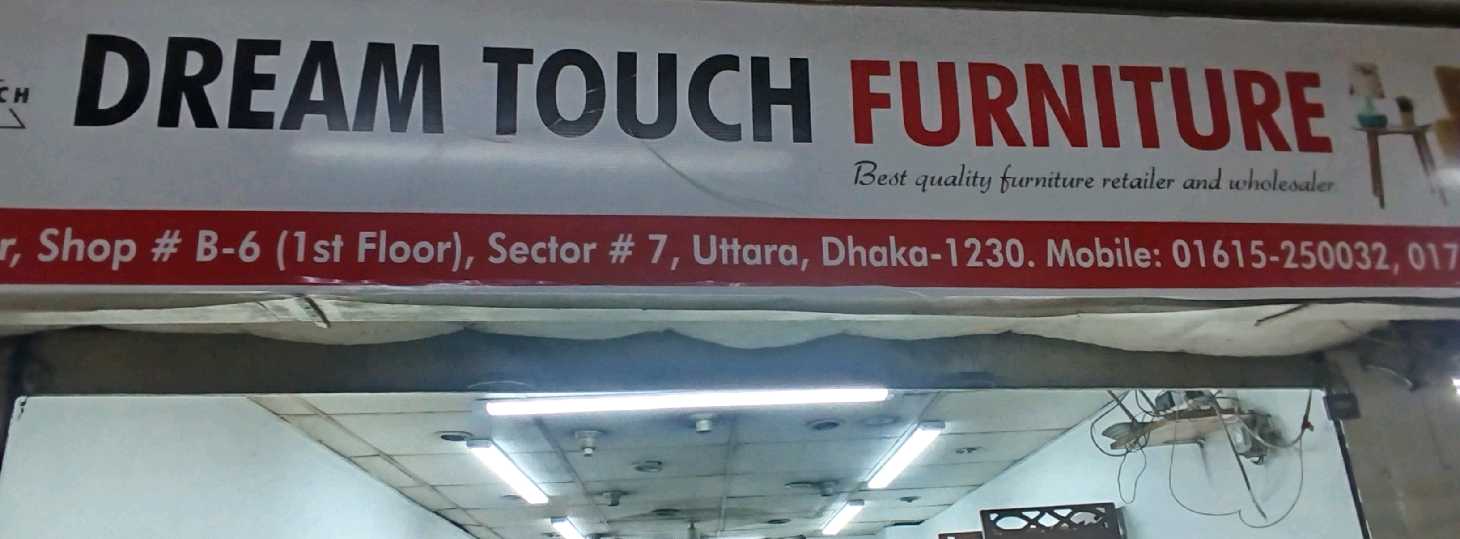 DREAM TOUCH FURNITURE
Best quality furniture retailer and wholesaler
Shop # B-6 (1st Floor), Sector # 7, Uttara, Dhaka-1230. Mobile: 01615-250032, 017